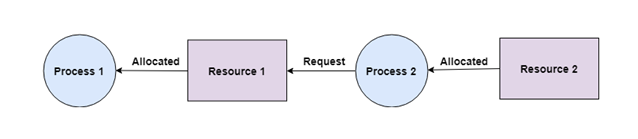 Process 1
Allocated
Resource 1
Request
Process 2
Allocated
Resource 2